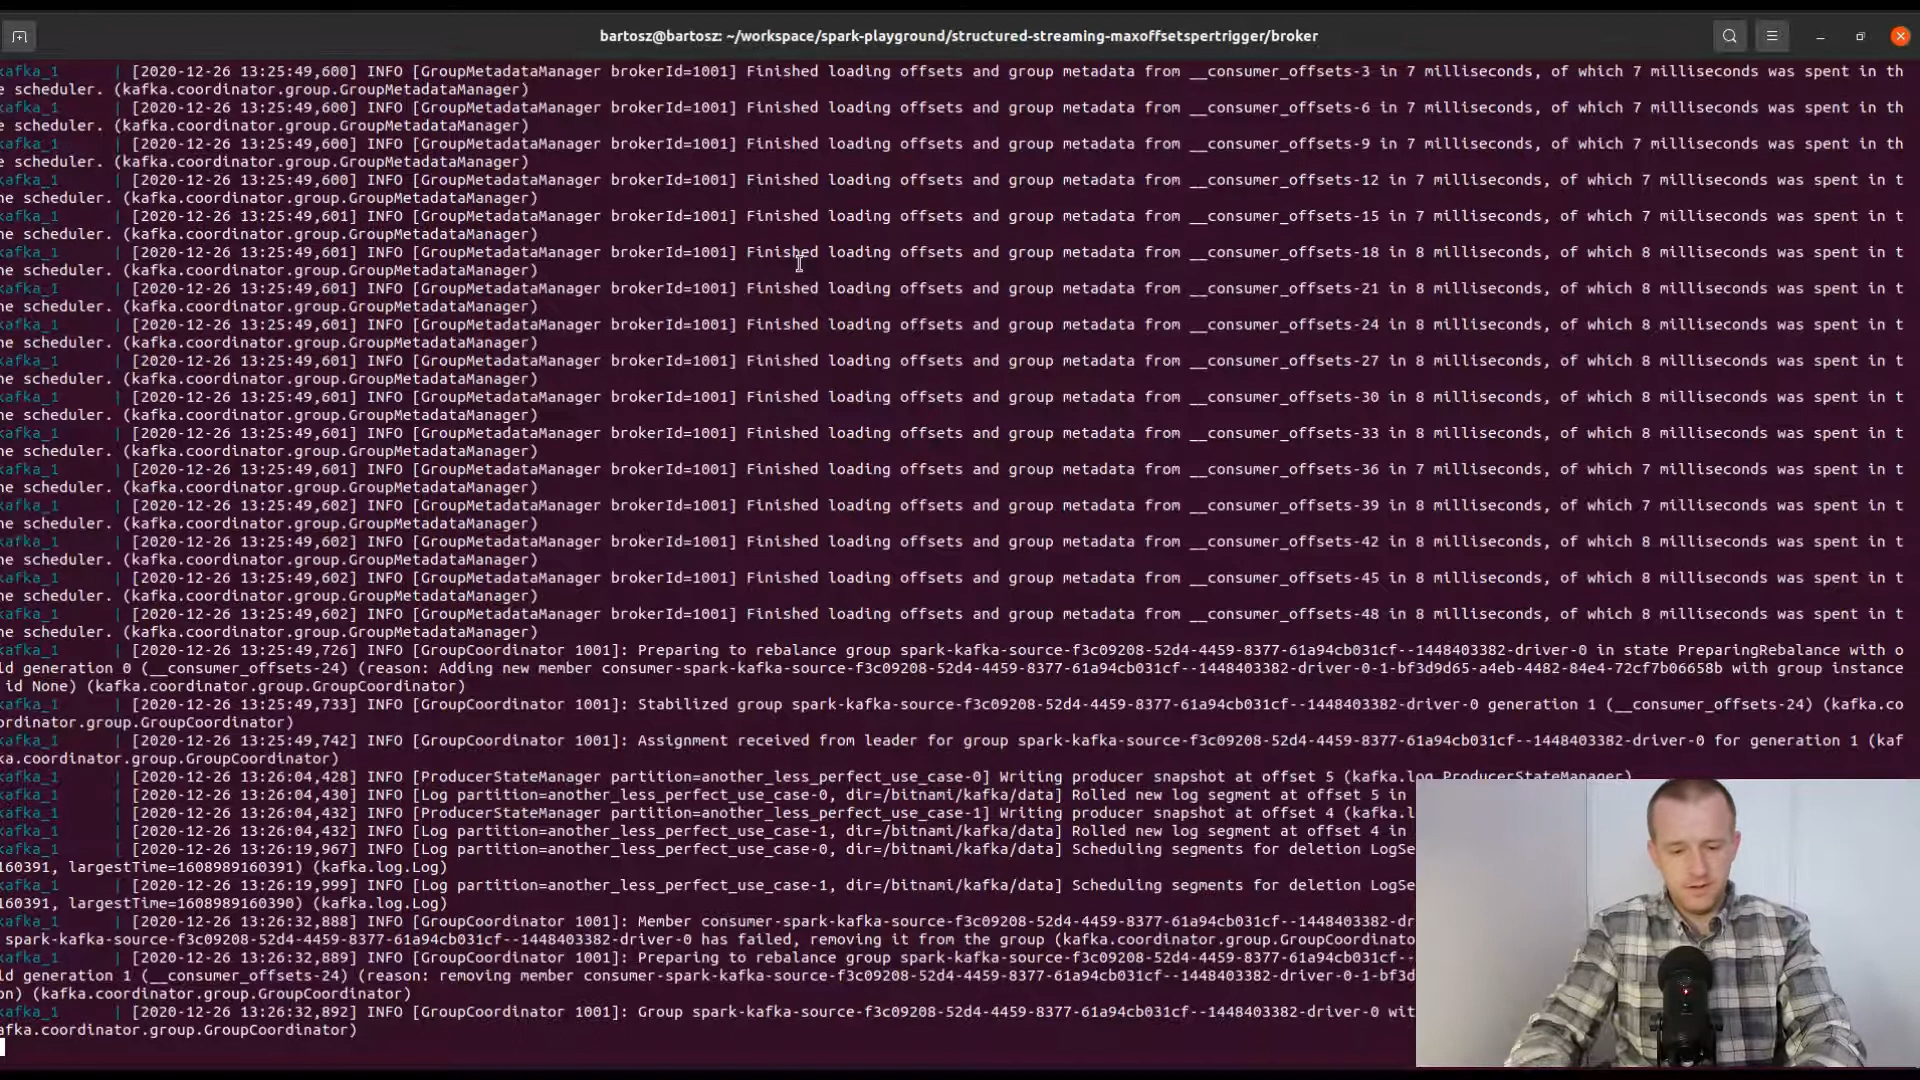 bartosz@bartosz: ~/workspace/spark-playground/structured-streaming-maxoffsetspertrigger/broker
kafka_1 | [2020-12-26 13:25:49,600] INFO [GroupMetadataManager brokerId=1001] Finished loading offsets and group metadata from __consumer_offsets-3 in 7 milliseconds, of which 7 milliseconds was spent in th
e scheduler. (kafka.coordinator.group.GroupMetadataManager)
kafka_1 | [2020-12-26 13:25:49,600] INFO [GroupMetadataManager brokerId=1001] Finished loading offsets and group metadata from __consumer_offsets-6 in 7 milliseconds, of which 7 milliseconds was spent in th
e scheduler. (kafka.coordinator.group.GroupMetadataManager)
kafka_1 | [2020-12-26 13:25:49,600] INFO [GroupMetadataManager brokerId=1001] Finished loading offsets and group metadata from __consumer_offsets-9 in 7 milliseconds, of which 7 milliseconds was spent in th
e scheduler. (kafka.coordinator.group.GroupMetadataManager)
kafka_1 | [2020-12-26 13:25:49,600] INFO [GroupMetadataManager brokerId=1001] Finished loading offsets and group metadata from __consumer_offsets-12 in 7 milliseconds, of which 7 milliseconds was spent in t
he scheduler. (kafka.coordinator.group.GroupMetadataManager)
kafka_1 | [2020-12-26 13:25:49,601] INFO [GroupMetadataManager brokerId=1001] Finished loading offsets and group metadata from __consumer_offsets-15 in 7 milliseconds, of which 7 milliseconds was spent in t
he scheduler. (kafka.coordinator.group.GroupMetadataManager)
kafka_1 | [2020-12-26 13:25:49,601] INFO [GroupMetadataManager brokerId=1001] Finished loading offsets and group metadata from __consumer_offsets-18 in 8 milliseconds, of which 8 milliseconds was spent in t
he scheduler. (kafka.coordinator.group.GroupMetadataManager)
kafka_1 | [2020-12-26 13:25:49,601] INFO [GroupMetadataManager brokerId=1001] Finished loading offsets and group metadata from __consumer_offsets-21 in 8 milliseconds, of which 8 milliseconds was spent in t
he scheduler. (kafka.coordinator.group.GroupMetadataManager)
kafka_1 | [2020-12-26 13:25:49,601] INFO [GroupMetadataManager brokerId=1001] Finished loading offsets and group metadata from __consumer_offsets-24 in 8 milliseconds, of which 8 milliseconds was spent in t
he scheduler. (kafka.coordinator.group.GroupMetadataManager)
kafka_1 | [2020-12-26 13:25:49,601] INFO [GroupMetadataManager brokerId=1001] Finished loading offsets and group metadata from __consumer_offsets-27 in 8 milliseconds, of which 8 milliseconds was spent in t
he scheduler. (kafka.coordinator.group.GroupMetadataManager)
kafka_1 | [2020-12-26 13:25:49,601] INFO [GroupMetadataManager brokerId=1001] Finished loading offsets and group metadata from __consumer_offsets-30 in 8 milliseconds, of which 8 milliseconds was spent in t
he scheduler. (kafka.coordinator.group.GroupMetadataManager)
kafka_1 | [2020-12-26 13:25:49,601] INFO [GroupMetadataManager brokerId=1001] Finished loading offsets and group metadata from __consumer_offsets-33 in 8 milliseconds, of which 8 milliseconds was spent in t
he scheduler. (kafka.coordinator.group.GroupMetadataManager)
kafka_1 | [2020-12-26 13:25:49,601] INFO [GroupMetadataManager brokerId=1001] Finished loading offsets and group metadata from __consumer_offsets-36 in 7 milliseconds, of which 7 milliseconds was spent in t
he scheduler. (kafka.coordinator.group.GroupMetadataManager)
kafka_1 | [2020-12-26 13:25:49,602] INFO [GroupMetadataManager brokerId=1001] Finished loading offsets and group metadata from __consumer_offsets-39 in 8 milliseconds, of which 7 milliseconds was spent in t
he scheduler. (kafka.coordinator.group.GroupMetadataManager)
kafka_1 | [2020-12-26 13:25:49,602] INFO [GroupMetadataManager brokerId=1001] Finished loading offsets and group metadata from __consumer_offsets-42 in 8 milliseconds, of which 8 milliseconds was spent in t
he scheduler. (kafka.coordinator.group.GroupMetadataManager)
kafka_1 | [2020-12-26 13:25:49,602] INFO [GroupMetadataManager brokerId=1001] Finished loading offsets and group metadata from __consumer_offsets-45 in 8 milliseconds, of which 8 milliseconds was spent in t
he scheduler. (kafka.coordinator.group.GroupMetadataManager)
kafka_1 | [2020-12-26 13:25:49,602] INFO [GroupMetadataManager brokerId=1001] Finished loading offsets and group metadata from __consumer_offsets-48 in 8 milliseconds, of which 8 milliseconds was spent in t
he scheduler. (kafka.coordinator.group.GroupMetadataManager)
kafka_1 | [2020-12-26 13:25:49,726] INFO [GroupCoordinator 1001]: Preparing to rebalance group spark-kafka-source-f3c09208-52d4-4459-8377-61a94cb031cf--1448403382-driver-0 in state PreparingRebalance with o
ld generation 0 (__consumer_offsets-24) (reason: Adding new member consumer-spark-kafka-source-f3c09208-52d4-4459-8377-61a94cb031cf--1448403382-driver-0-1-bf3d9d65-a4eb-4482-84e4-72cf7b06658b with group instance
id None) (kafka.coordinator.group.GroupCoordinator)
kafka_1 | [2020-12-26 13:25:49,733] INFO [GroupCoordinator 1001]: Stabilized group spark-kafka-source-f3c09208-52d4-4459-8377-61a94cb031cf--1448403382-driver-0 generation 1 (__consumer_offsets-24) (kafka.co
ordinator.group.GroupCoordinator)
kafka_1 | [2020-12-26 13:25:49,742] INFO [GroupCoordinator 1001]: Assignment received from leader for group spark-kafka-source-f3c09208-52d4-4459-8377-61a94cb031cf--1448403382-driver-0 for generation 1 (kaf
ka.coordinator.group.GroupCoordinator)
kafka_1 | [2020-12-26 13:26:04,428] INFO [ProducerStateManager partition=another_less_perfect_use_case-0] Writing producer snapshot at offset 5 (kafka.log.ProducerStateManager)
kafka_1 | [2020-12-26 13:26:04,430] INFO [Log partition=another_less_perfect_use_case-0, dir=/bitnami/kafka/data] Rolled new log segment at offset 5 in
kafka_1 | [2020-12-26 13:26:04,432] INFO [ProducerStateManager partition=another_less_perfect_use_case-1] Writing producer snapshot at offset 4 (kafka.l
kafka_1 | [2020-12-26 13:26:04,432] INFO [Log partition=another_less_perfect_use_case-1, dir=/bitnami/kafka/data] Rolled new log segment at offset 4 in
kafka_1 | [2020-12-26 13:26:19,967] INFO [Log partition=another_less_perfect_use_case-0, dir=/bitnami/kafka/data] Scheduling segments for deletion LogSe
160391, largestTime=1608989160391) (kafka.log.Log)
kafka_1 | [2020-12-26 13:26:19,999] INFO [Log partition=another_less_perfect_use_case-1, dir=/bitnami/kafka/data] Scheduling segments for deletion LogSe
160391, largestTime=1608989160390) (kafka.log.Log)
kafka_1 | [2020-12-26 13:26:32,888] INFO [GroupCoordinator 1001]: Member consumer-spark-kafka-source-f3c09208-52d4-4459-8377-61a94cb031cf--1448403382-dr
spark-kafka-source-f3c09208-52d4-4459-8377-61a94cb031cf--1448403382-driver-0 has failed, removing it from the group (kafka.coordinator.group.GroupCoordinato
kafka_1 | [2020-12-26 13:26:32,889] INFO [GroupCoordinator 1001]: Preparing to rebalance group spark-kafka-source-f3c09208-52d4-4459-8377-61a94cb031cf--
ld generation 1 (__consumer_offsets-24) (reason: removing member consumer-spark-kafka-source-f3c09208-52d4-4459-8377-61a94cb031cf--1448403382-driver-0-1-bf3d
on) (kafka.coordinator.group.GroupCoordinator)
kafka_1 | [2020-12-26 13:26:32,892] INFO [GroupCoordinator 1001]: Group spark-kafka-source-f3c09208-52d4-4459-8377-61a94cb031cf--1448403382-driver-0 wit
afka.coordinator.group.GroupCoordinator)